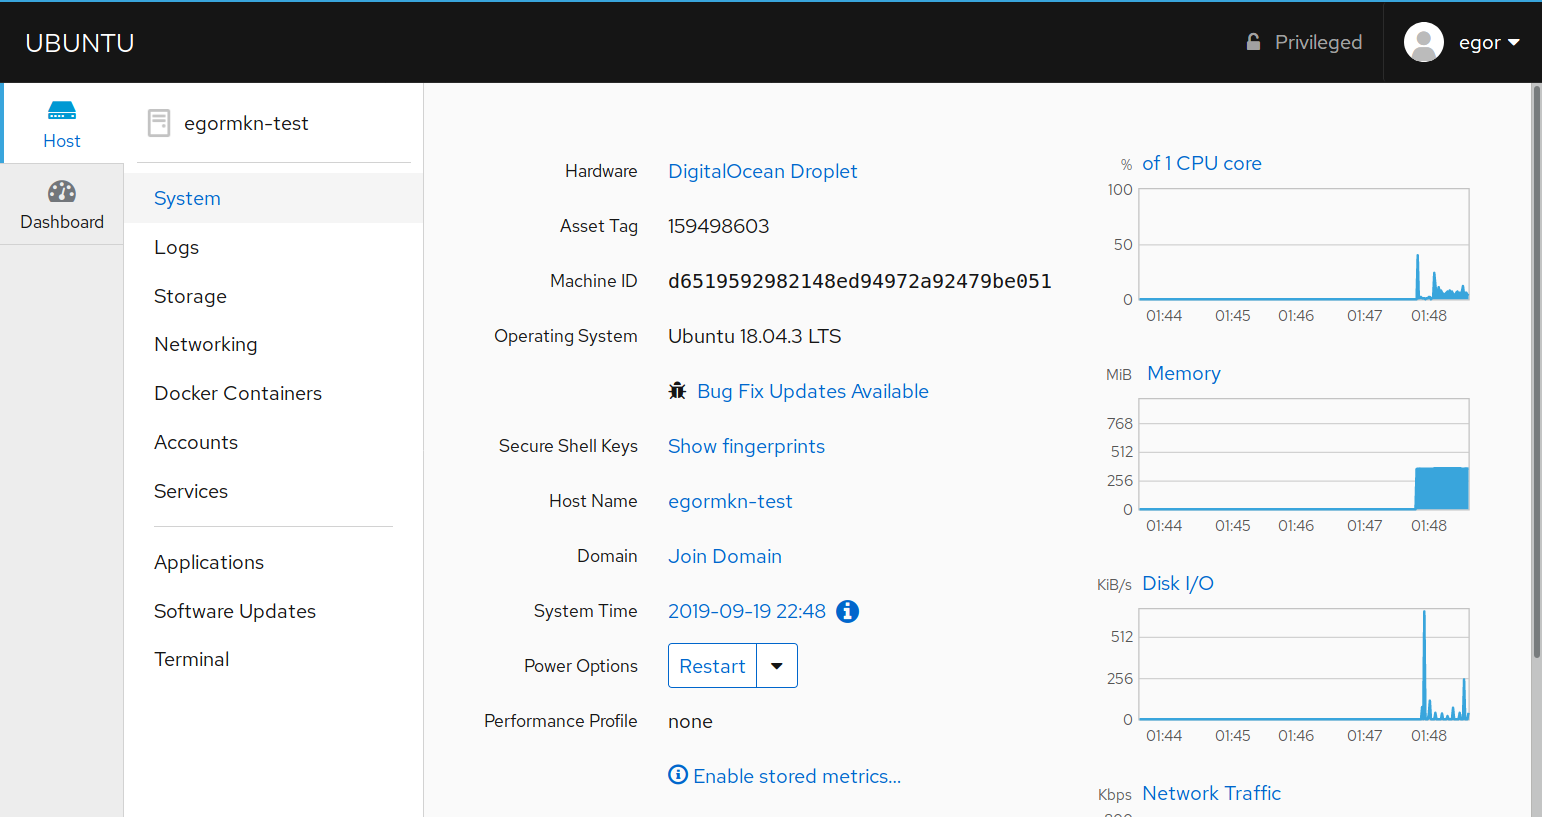 UBUNTU
Privileged
egor
Host
Dashboard
egormkn-test
System
Logs
Storage
Networking
Docker Containers
Accounts
Services
Applications
Software Updates
Terminal
Hardware DigitalOcean Droplet
Asset Tag 159498603
Machine ID d6519592982148ed94972a92479be051
Operating System Ubuntu 18.04.3 LTS
Bug Fix Updates Available
Secure Shell Keys Show fingerprints
Host Name egormkn-test
Domain Join Domain
System Time 2019-09-19 22:48
Power Options Restart
Performance Profile none
Enable stored metrics...
% of 1 CPU core
100
50
0
01:44 01:45 01:46 01:47 01:48
MiB Memory
768
512
256
0
01:44 01:45 01:46 01:47 01:48
KiB/s Disk I/O
512
256
0
01:44 01:45 01:46 01:47 01:48
Kbps Network Traffic